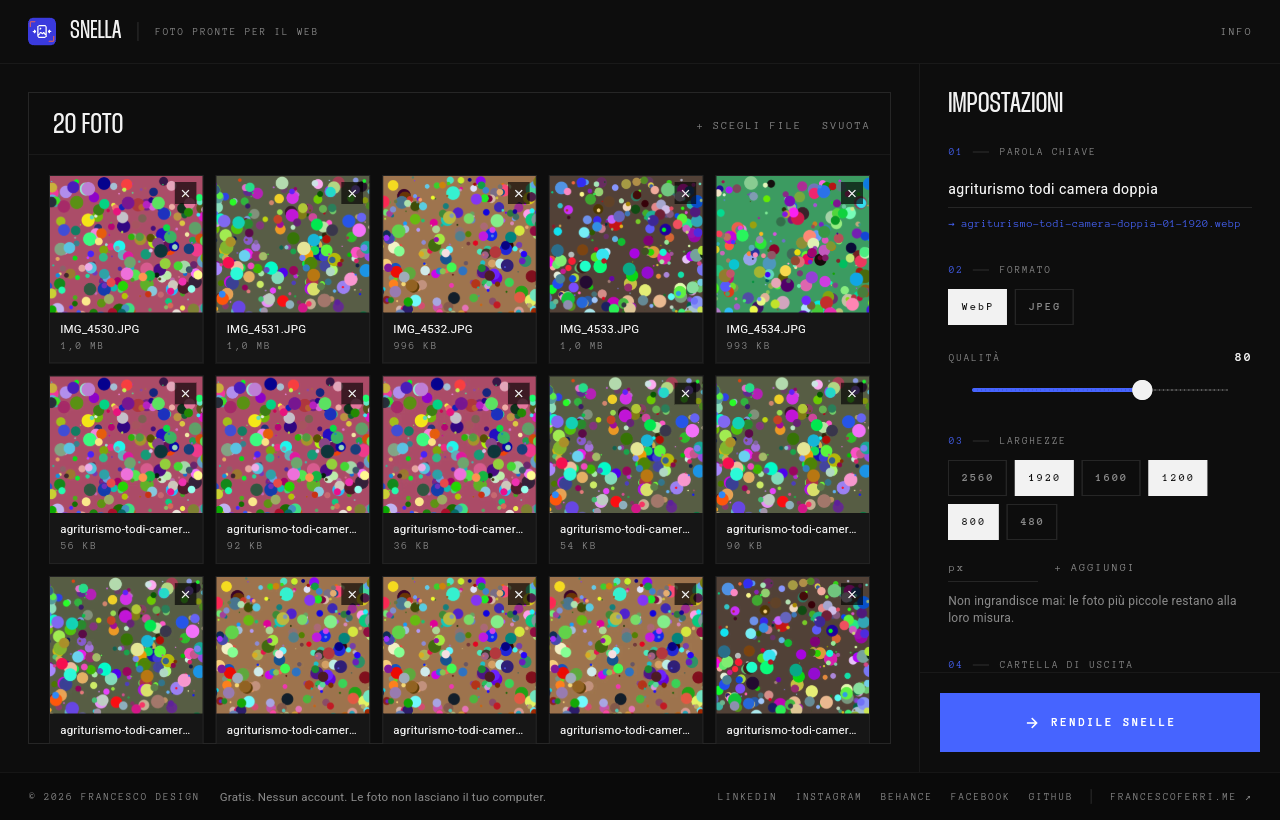 SNELLA
FOTO PRONTE PER IL WEB
INFO
20 FOTO
+ SCEGLI FILE
SVUOTA
IMG_4530.JPG
1,0 MB
IMG_4531.JPG
1,0 MB
IMG_4532.JPG
996 KB
IMG_4533.JPG
1,0 MB
IMG_4534.JPG
993 KB
agriturismo-todi-camer…
56 KB
agriturismo-todi-camer…
92 KB
agriturismo-todi-camer…
36 KB
agriturismo-todi-camer…
54 KB
agriturismo-todi-camer…
90 KB
agriturismo-todi-camer…
agriturismo-todi-camer…
agriturismo-todi-camer…
agriturismo-todi-camer…
agriturismo-todi-camer…
IMPOSTAZIONI
01 PAROLA CHIAVE
agriturismo todi camera doppia
→ agriturismo-todi-camera-doppia-01-1920.webp
02 FORMATO
WebP
JPEG
QUALITÀ
80
03 LARGHEZZE
2560
1920
1600
1200
800
480
px
+ AGGIUNGI
Non ingrandisce mai: le foto più piccole restano alla
loro misura.
04 CARTELLA DI USCITA
→ RENDILE SNELLE
© 2026 FRANCESCO DESIGN
Gratis. Nessun account. Le foto non lasciano il tuo computer.
LINKEDIN
INSTAGRAM
BEHANCE
FACEBOOK
GITHUB
FRANCESCOFERRI.ME ↗